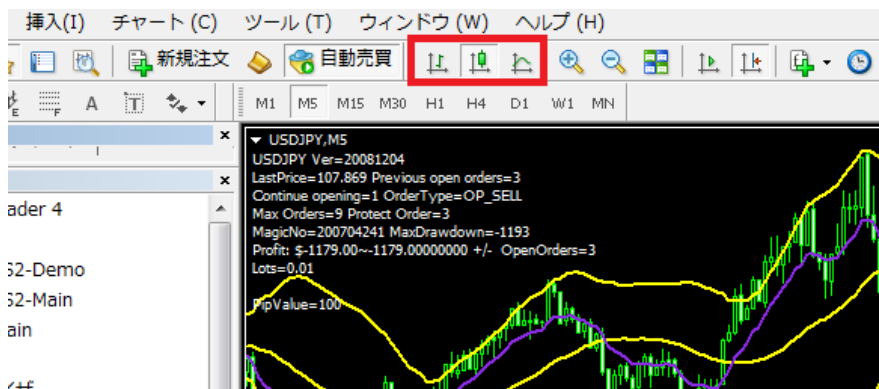 挿入(I) チャート (C) ツール (T) ウィンドウ (W) ヘルプ (H)
新規注文 自動売買
E F A T M1 M5 M15 M30 H1 H4 D1 W1 MN
USDJPY,M5
USDJPY Ver=20081204
LastPrice=107.869 Previous open orders=3
Continue opening=1 OrderType=OP_SELL
Max Orders=9 Protect Order=3
MagicNo=200704241 MaxDrawdown=-1193
Profit: $-1179.00~-1179.00000000 +/- OpenOrders=3
Lots=0.01
PipValue=100
ader 4
S2-Demo
S2-Main
ain